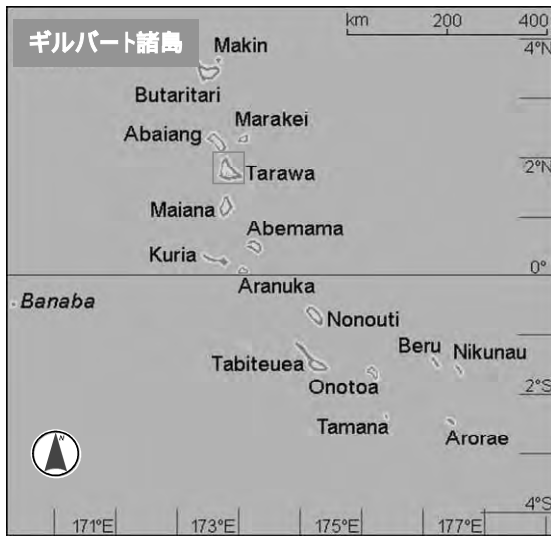 ギルバート諸島
km 200 400
Makin
4°N
Butaritari
Marakei
Abaiang
2°N
Tarawa
Maiana
Abemama
Kuria
0°
Aranuka
Banaba
Nonouti
Beru Nikunau
Tabiteuea
Onotoa
2°S
Tamana
Arorae
N
4°S
171°E 173°E 175°E 177°E